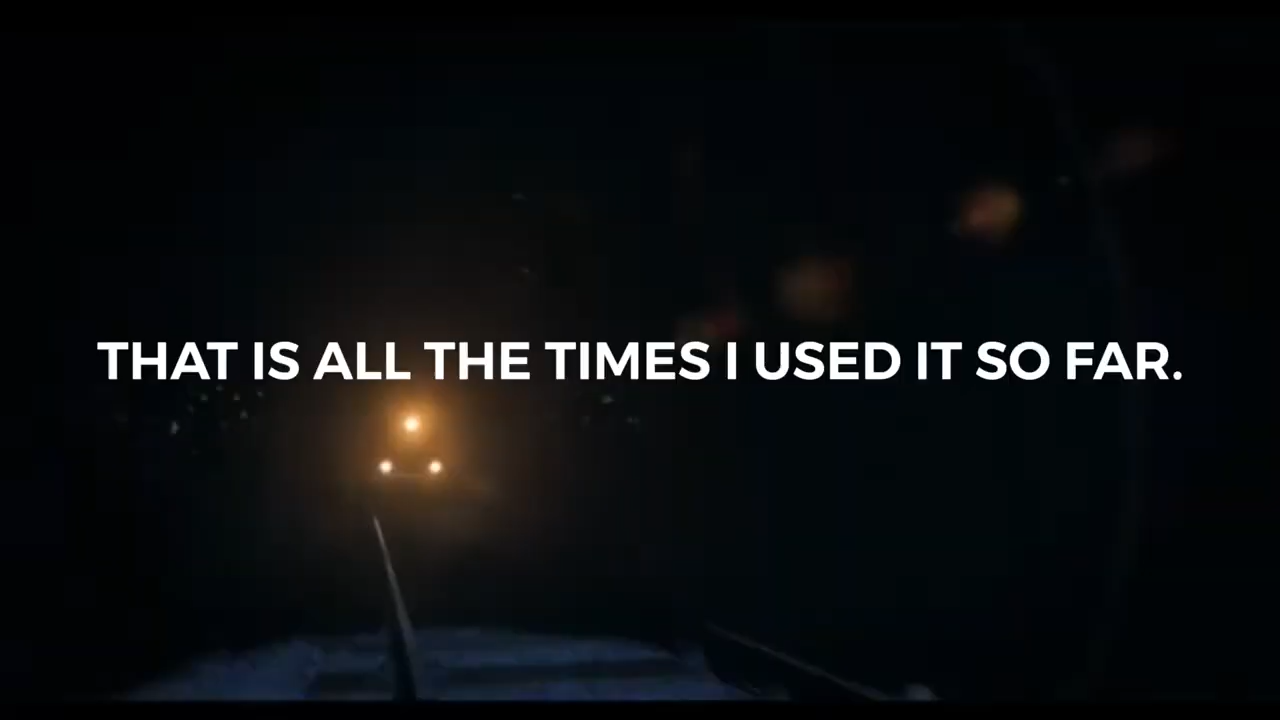 THAT IS ALL THE TIMES I USED IT SO FAR.